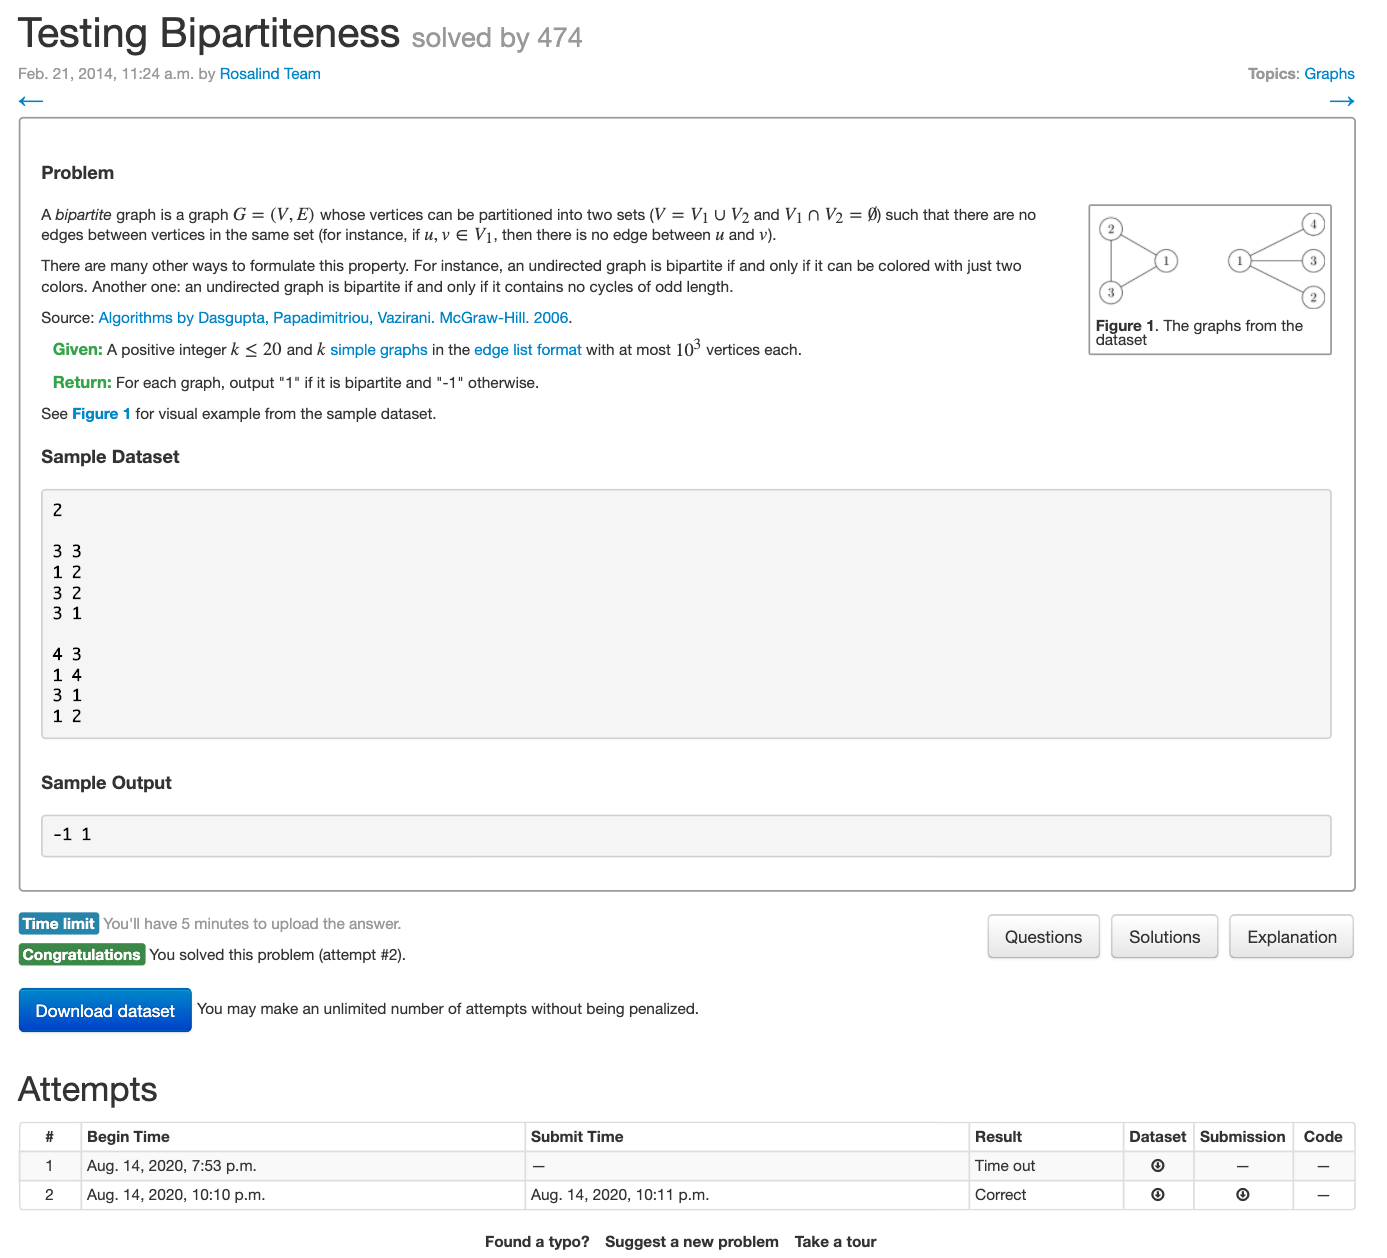 Testing Bipartiteness solved by 474
Feb. 21, 2014, 11:24 a.m. by Rosalind Team
Topics: Graphs
← →
Problem
A bipartite graph is a graph G = (V, E) whose vertices can be partitioned into two sets (V = V₁ ∪ V₂ and V₁ ∩ V₂ = ∅) such that there are no
edges between vertices in the same set (for instance, if u, v ∈ V₁, then there is no edge between u and v).
There are many other ways to formulate this property. For instance, an undirected graph is bipartite if and only if it can be colored with just two
colors. Another one: an undirected graph is bipartite if and only if it contains no cycles of odd length.
Source: Algorithms by Dasgupta, Papadimitriou, Vazirani. McGraw-Hill. 2006.
Given: A positive integer k ≤ 20 and k simple graphs in the edge list format with at most 10³ vertices each.
Return: For each graph, output "1" if it is bipartite and "-1" otherwise.
See Figure 1 for visual example from the sample dataset.
2 4
1 1 3
3 2
Figure 1. The graphs from the
dataset
Sample Dataset
2
3 3
1 2
3 2
3 1
4 3
1 4
3 1
1 2
Sample Output
-1 1
Time limit You'll have 5 minutes to upload the answer.
Congratulations You solved this problem (attempt #2).
Questions Solutions Explanation
Download dataset You may make an unlimited number of attempts without being penalized.
Attempts
# Begin Time Submit Time Result Dataset Submission Code
1 Aug. 14, 2020, 7:53 p.m. — Time out — —
2 Aug. 14, 2020, 10:10 p.m. Aug. 14, 2020, 10:11 p.m. Correct —
Found a typo? Suggest a new problem Take a tour